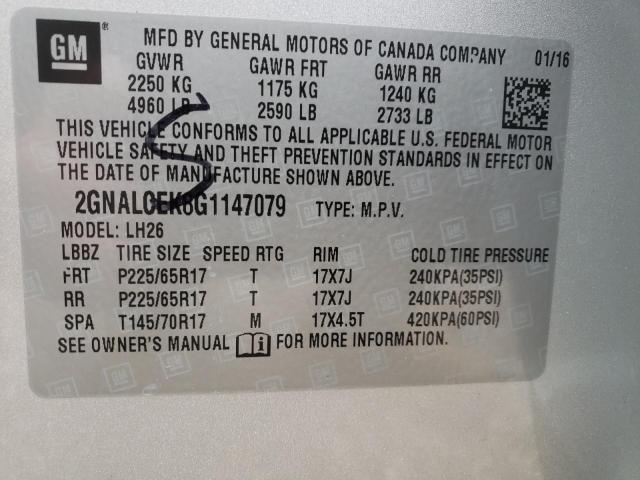 GM ® MFD BY GENERAL MOTORS OF CANADA COMPANY 01/16
GVWR GAWR FRT GAWR RR
2250 KG 1175 KG 1240 KG
4960 LB 2590 LB 2733 LB
THIS VEHICLE CONFORMS TO ALL APPLICABLE U.S. FEDERAL MOTOR
VEHICLE SAFETY AND THEFT PREVENTION STANDARDS IN EFFECT ON
THE DATE OF MANUFACTURE SHOWN ABOVE.
2GNALCEK6G1147079 TYPE: M.P.V.
MODEL: LH26
LBBZ TIRE SIZE SPEED RTG RIM COLD TIRE PRESSURE
FRT P225/65R17 T 17X7J 240KPA(35PSI)
RR P225/65R17 T 17X7J 240KPA(35PSI)
SPA T145/70R17 M 17X4.5T 420KPA(60PSI)
SEE OWNER'S MANUAL FOR MORE INFORMATION.